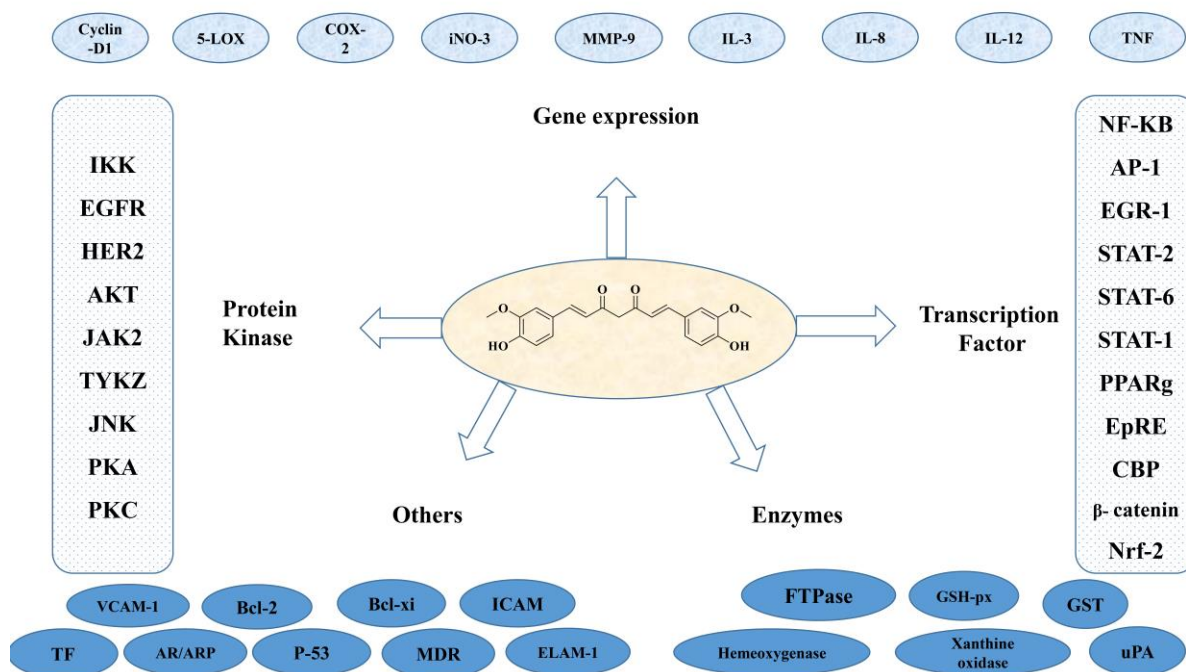 Cyclin
-D1
5-LOX
COX-
2
iNO-3
MMP-9
IL-3
IL-8
IL-12
TNF
Gene expression
IKK
EGFR
HER2
AKT
JAK2
TYKZ
JNK
PKA
PKC
Protein
Kinase
O
O
O
HO
O
OH
Transcription
Factor
NF-KB
AP-1
EGR-1
STAT-2
STAT-6
STAT-1
PPARg
EpRE
CBP
β- catenin
Nrf-2
Others
Enzymes
VCAM-1
Bcl-2
Bcl-xi
ICAM
TF
AR/ARP
P-53
MDR
ELAM-1
FTPase
GSH-px
GST
Hemeoxygenase
Xanthine
oxidase
uPA